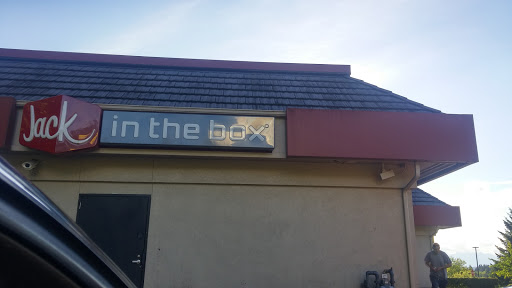 Jack in the box